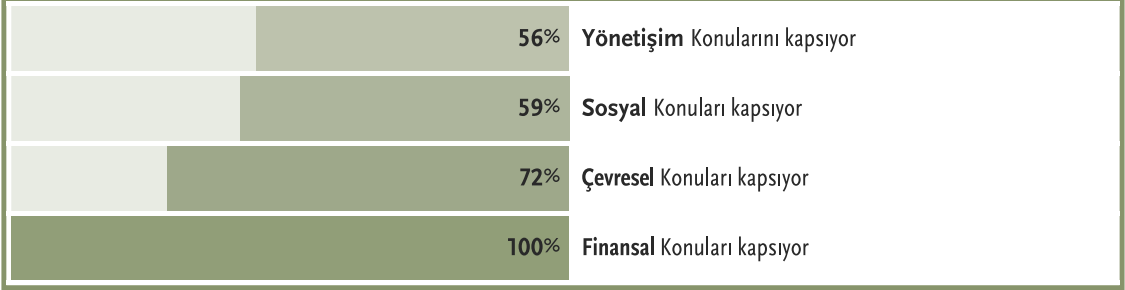 56% Yönetişim Konularını kapsıyor
59% Sosyal Konuları kapsıyor
72% Çevresel Konuları kapsıyor
100% Finansal Konuları kapsıyor